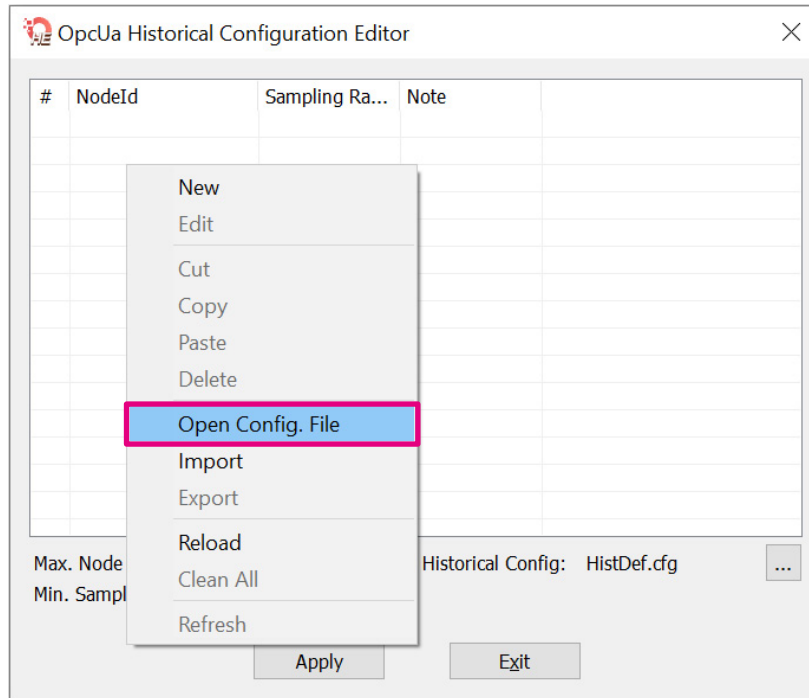 OpcUa Historical Configuration Editor
# NodeId Sampling Ra... Note
New
Edit
Cut
Copy
Paste
Delete
Open Config. File
Import
Export
Reload
Clean All
Refresh
Max. Node
Historical Config: HistDef.cfg ...
Min. Sampl
Apply Exit